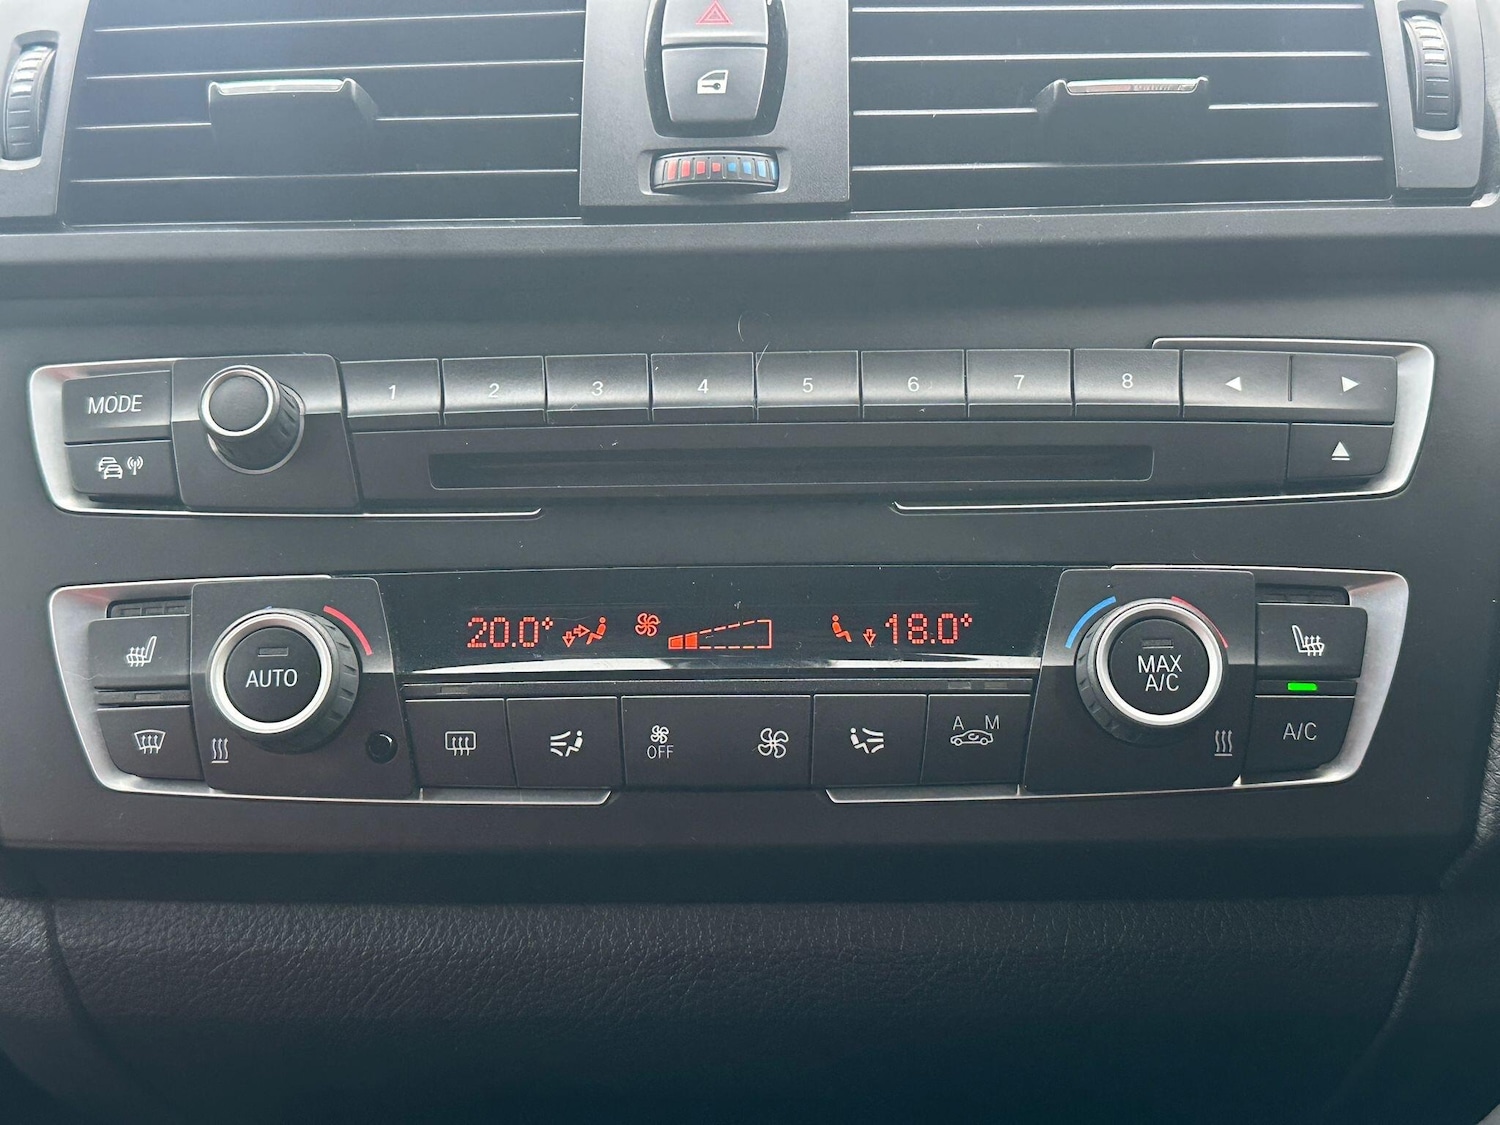 MODE
1 2 3 4 5 6 7 8
20.0°
18.0°
AUTO
MAX
A/C
OFF
A M
A/C